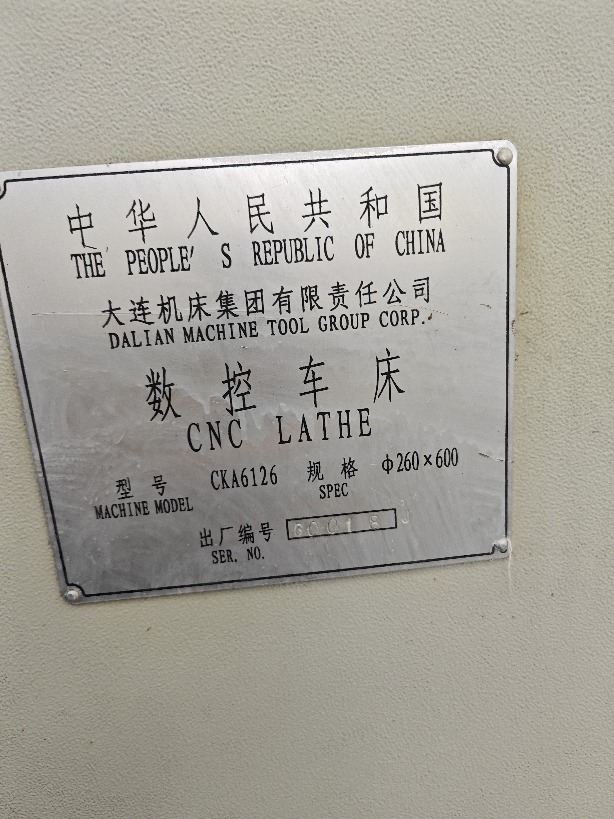 中华人民共和国
THE PEOPLE' S REPUBLIC OF CHINA
大连机床集团有限责任公司
DALIAN MACHINE TOOL GROUP CORP.
数控车床
CNC LATHE
型号 CKA6126 规格 φ260×600
MACHINE MODEL SPEC
出厂编号
SER. NO.